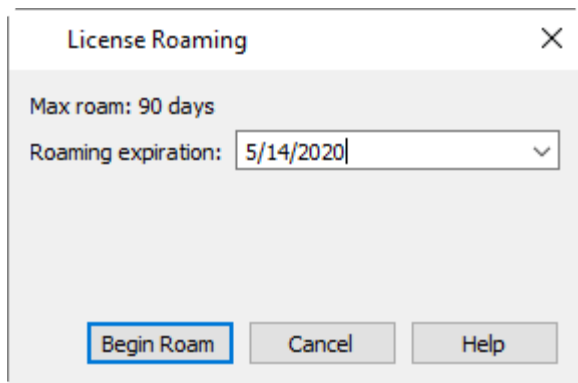 License Roaming
Max roam: 90 days
Roaming expiration: 5/14/2020
Begin Roam Cancel Help